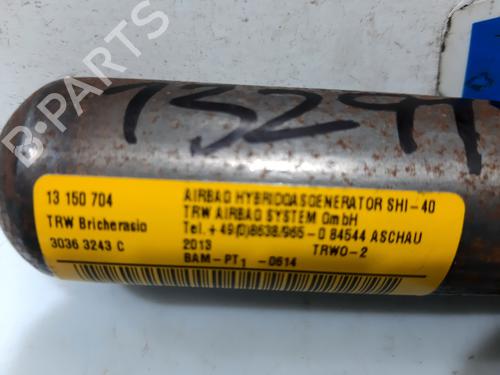 B-PARTS
13 150 704
TRW Bricherasio
3036 3243 C
AIRBAG HYBRIDGASGENERATOR SHI-40
TRW AIRBAG SYSTEM GmbH
Tel. +49(0)8638/965-0 84544 ASCHAU
2013 TRWO-2
BAM-PT1 -0614